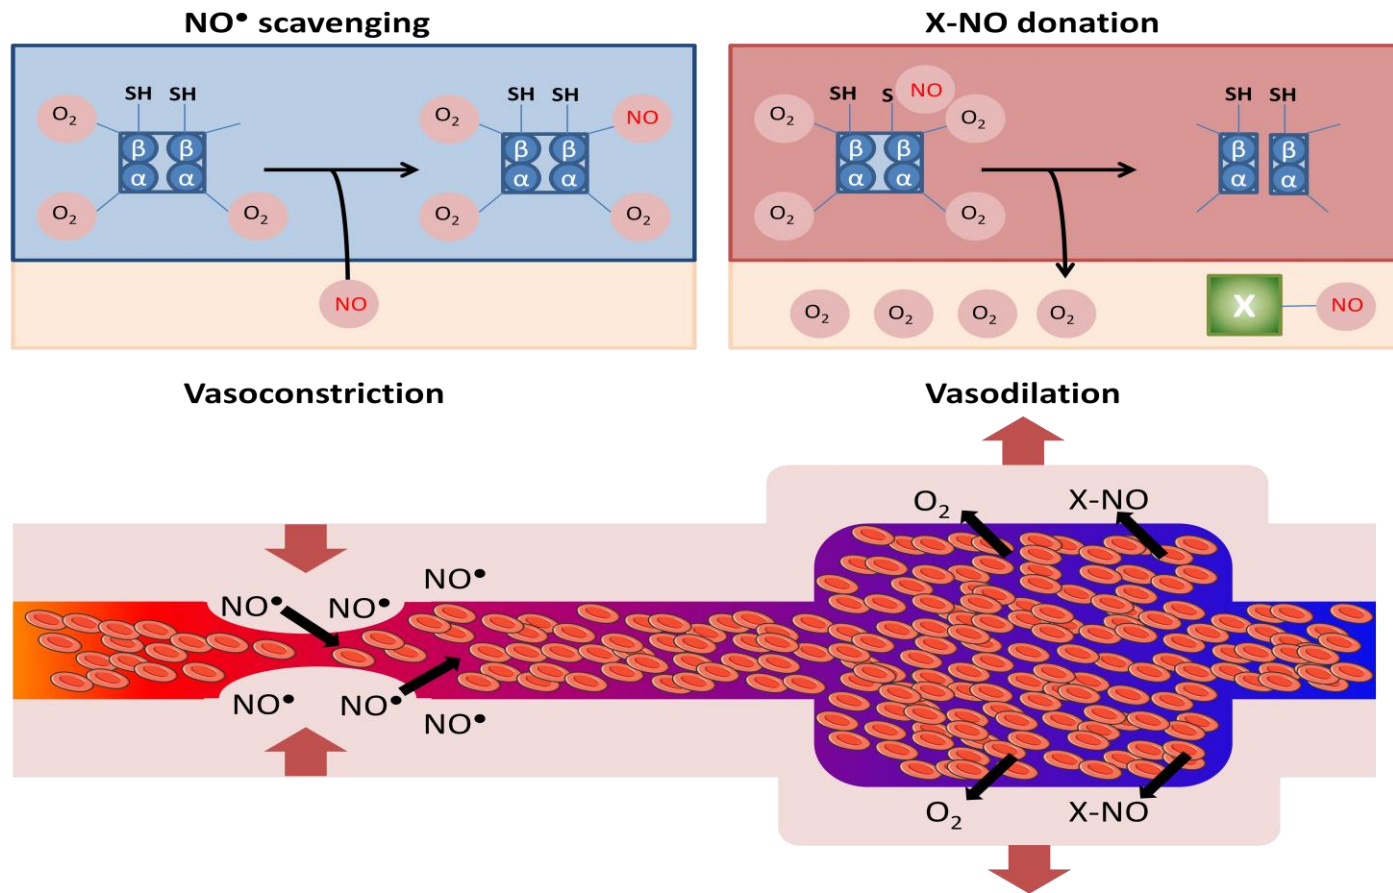 NO• scavenging
X-NO donation
SH SH
O₂
β β
α α
O₂
O₂
SH SH
O₂
NO
β β
α α
O₂
O₂
NO
SH S
NO
O₂
O₂
β β
α α
O₂
O₂
SH SH
β β
α α
O₂ O₂ O₂ O₂
X
NO
Vasoconstriction
Vasodilation
O₂
X-NO
NO•
NO•
NO•
NO•
NO•
NO•
O₂
X-NO